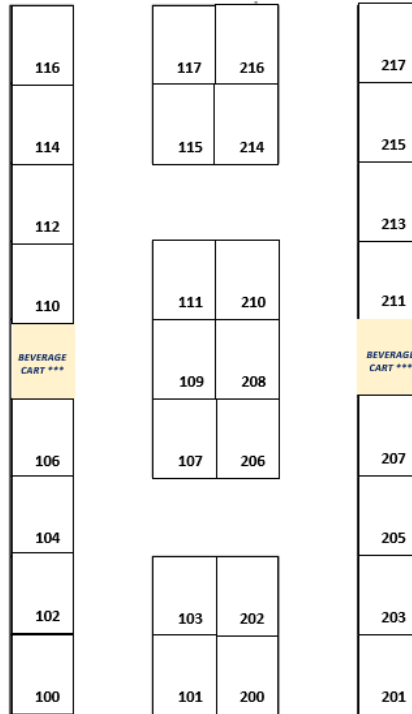 116 117 216 217
114 115 214 215
112 213
110 111 210 211
BEVERAGE
CART ***
109 208
BEVERAGE
CART ***
106 107 206 207
104 205
102 103 202 203
100 101 200 201